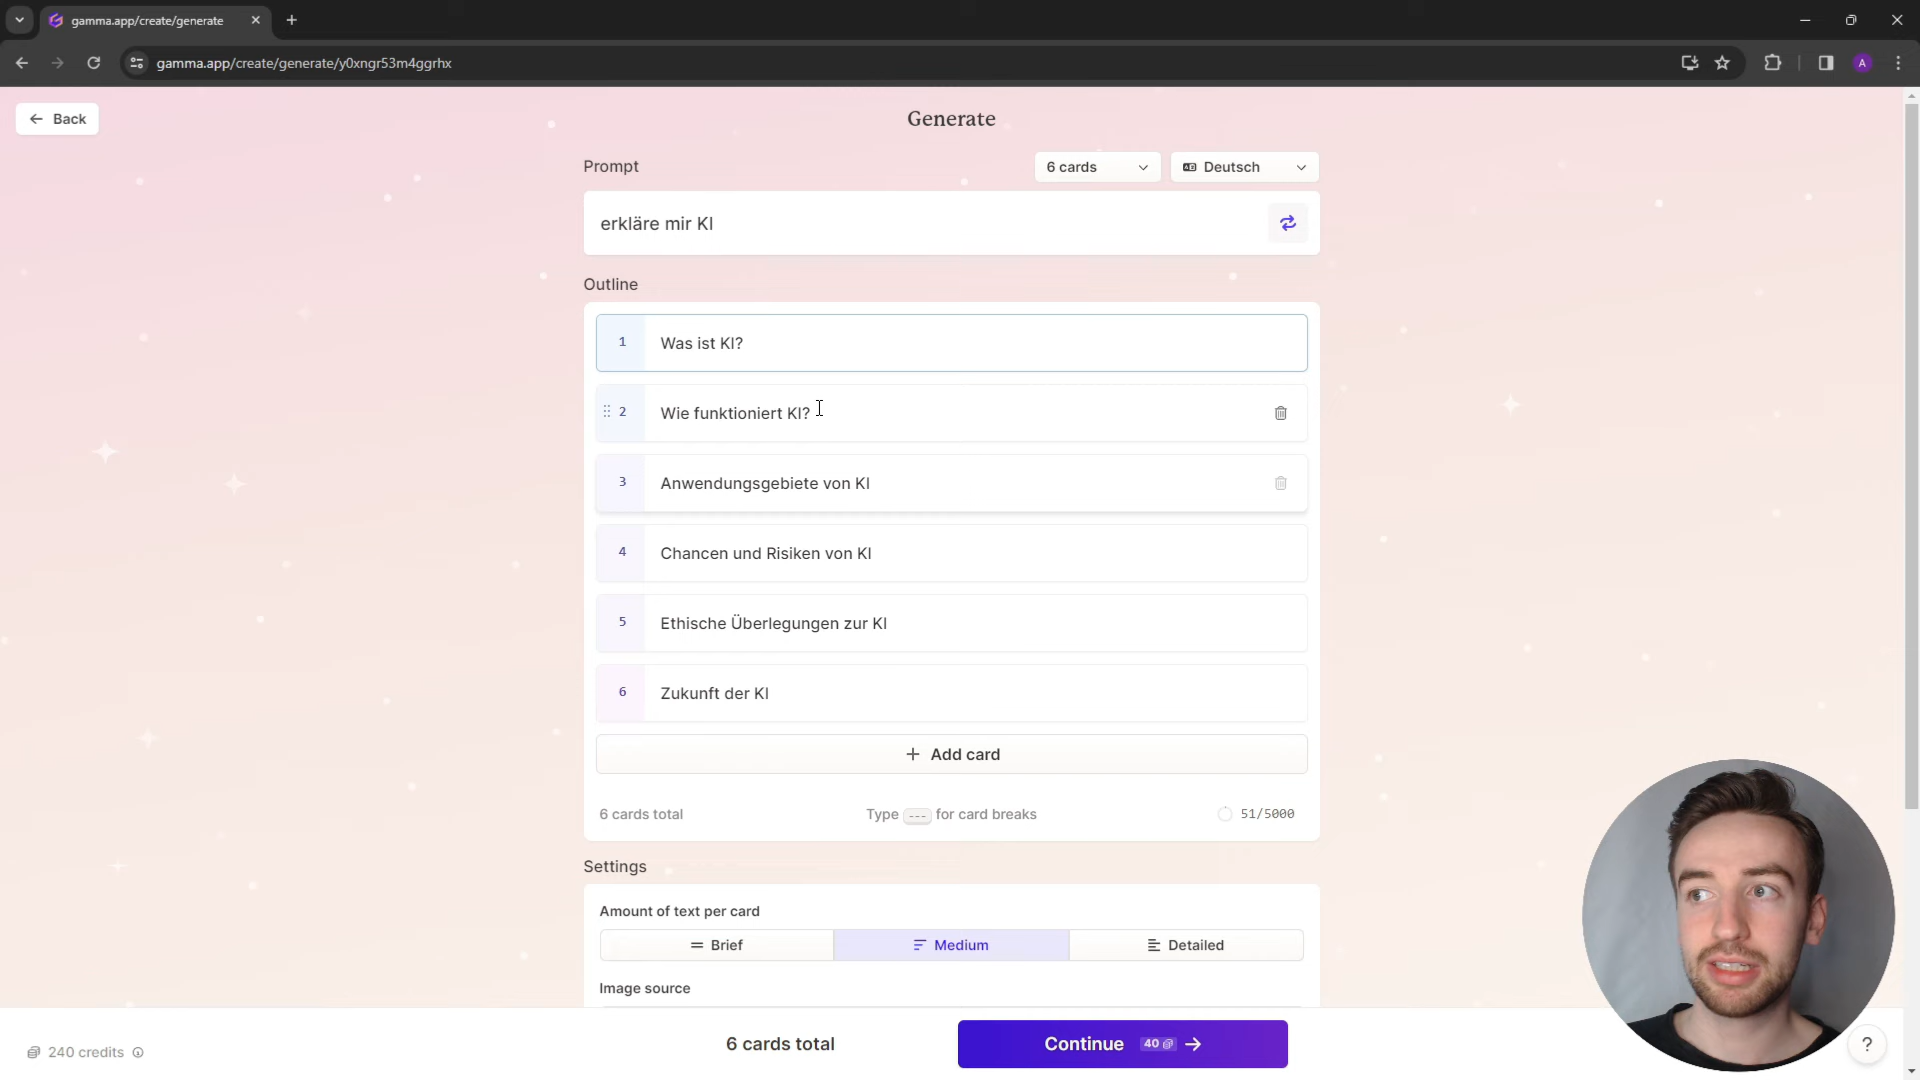 gamma.app/create/generate
gamma.app/create/generate/y0xngr53m4ggrhx
A
Back
Generate
Prompt
6 cards
Deutsch
erkläre mir KI
Outline
1 Was ist KI?
2 Wie funktioniert KI?
3 Anwendungsgebiete von KI
4 Chancen und Risiken von KI
5 Ethische Überlegungen zur KI
6 Zukunft der KI
+ Add card
6 cards total
Type --- for card breaks
51/5000
Settings
Amount of text per card
Brief
Medium
Detailed
Image source
240 credits
6 cards total
Continue 40
?